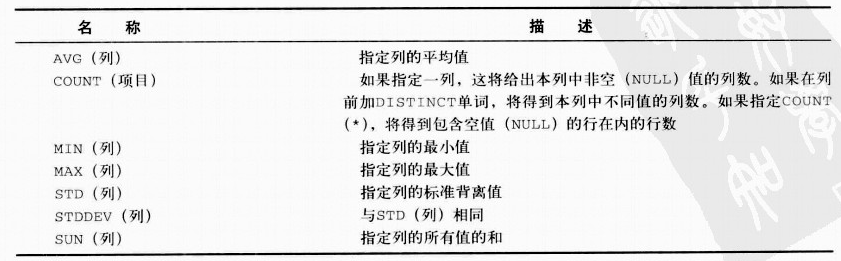 名 称 描 述
AVG（列） 指定列的平均值
COUNT（项目） 如果指定一列，这将给出本列中非空（NULL）值的列数。如果在列
前加DISTINCT单词，将得到本列中不同值的列数。如果指定COUNT
（*），将得到包含空值（NULL）的行在内的行数
MIN（列） 指定列的最小值
MAX（列） 指定列的最大值
STD（列） 指定列的标准背离值
STDDEV（列） 与STD（列）相同
SUN（列） 指定列的所有值的和